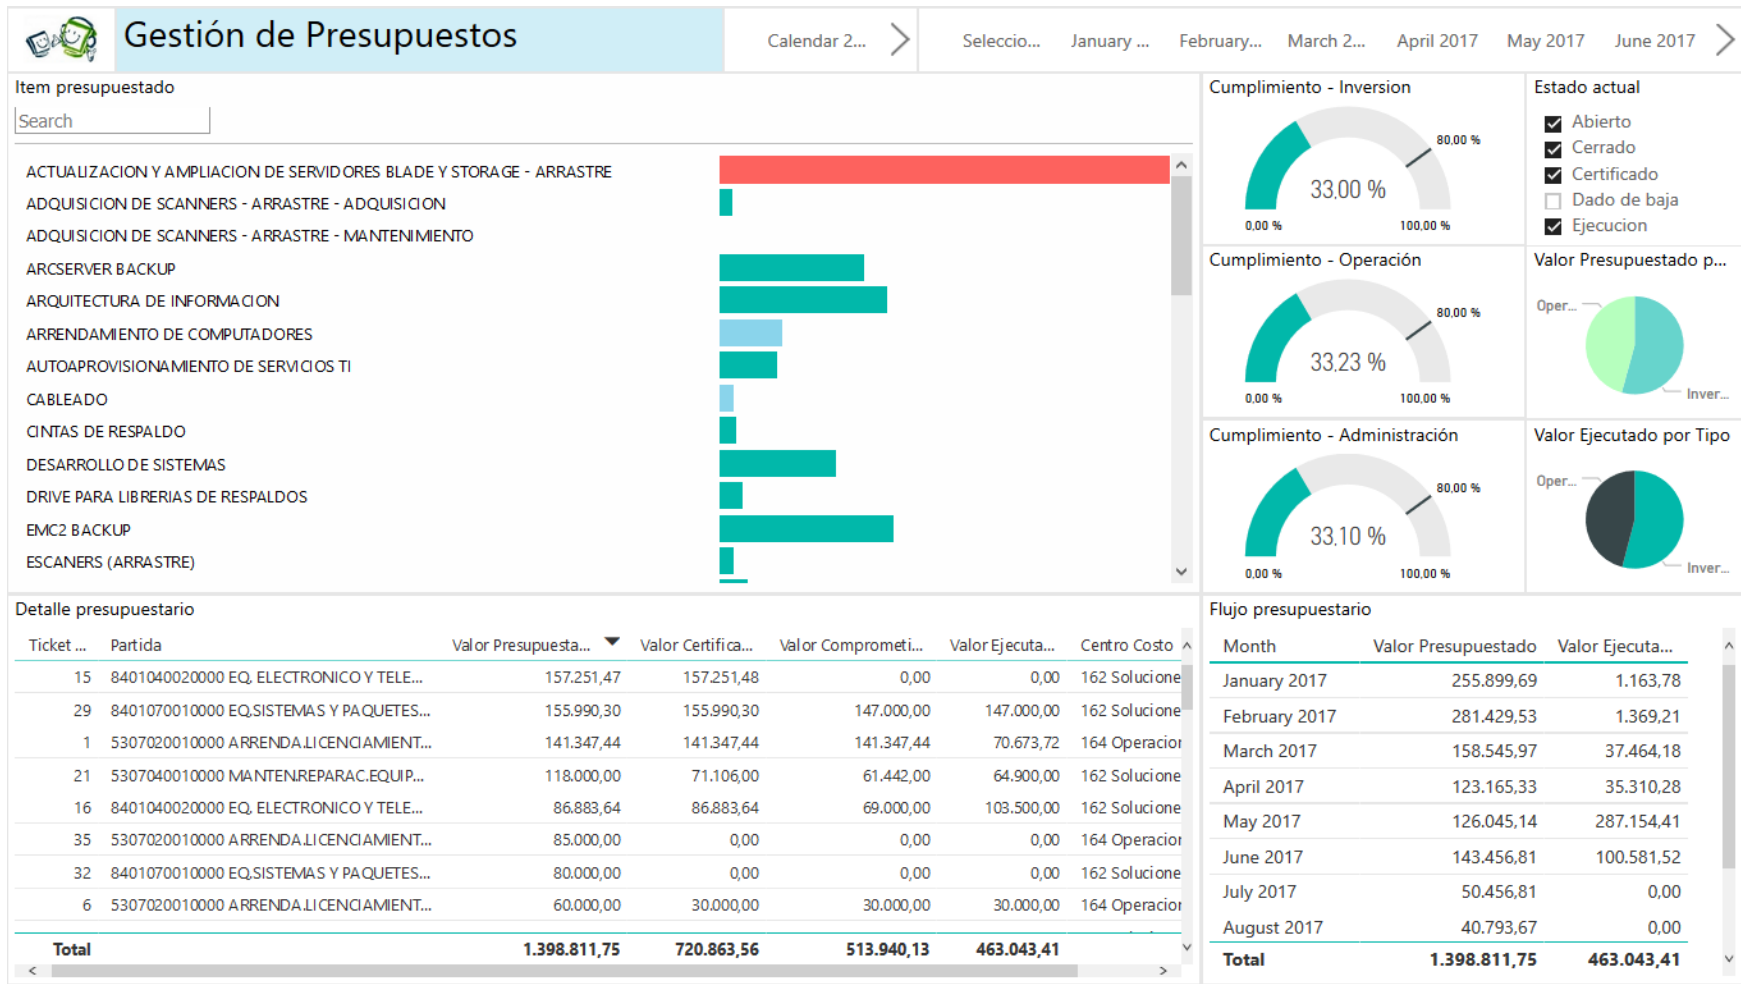 Gestión de Presupuestos
Calendar 2...
Seleccio... January ... February... March 2... April 2017 May 2017 June 2017
Item presupuestado
Search
ACTUALIZACION Y AMPLIACION DE SERVIDORES BLADE Y STORAGE - ARRASTRE
ADQUISICION DE SCANNERS - ARRASTRE - ADQUISICION
ADQUISICION DE SCANNERS - ARRASTRE - MANTENIMIENTO
ARCSERVER BACKUP
ARQUITECTURA DE INFORMACION
ARRENDAMIENTO DE COMPUTADORES
AUTOAPROVISIONAMIENTO DE SERVICIOS TI
CABLEADO
CINTAS DE RESPALDO
DESARROLLO DE SISTEMAS
DRIVE PARA LIBRERIAS DE RESPALDOS
EMC2 BACKUP
ESCANERS (ARRASTRE)
Cumplimiento - Inversion
80,00 %
33,00 %
0,00 % 100,00 %
Cumplimiento - Operación
80,00 %
33,23 %
0,00 % 100,00 %
Cumplimiento - Administración
80,00 %
33,10 %
0,00 % 100,00 %
Estado actual
Abierto
Cerrado
Certificado
Dado de baja
Ejecucion
Valor Presupuestado p...
Oper...
Inver...
Valor Ejecutado por Tipo
Oper...
Inver...
Detalle presupuestario
Ticket ... Partida Valor Presupuesta... Valor Certifica... Valor Comprometi... Valor Ejecuta... Centro Costo
15 8401040020000 EQ. ELECTRONICO Y TELE... 157.251,47 157.251,48 0,00 0,00 162 Solucione
29 8401070010000 EQ.SISTEMAS Y PAQUETES... 155.990,30 155.990,30 147.000,00 147.000,00 162 Solucione
1 5307020010000 ARRENDA.LICENCIAMIENT... 141.347,44 141.347,44 141.347,44 70.673,72 164 Operacior
21 5307040010000 MANTEN.REPARAC.EQUIP... 118.000,00 71.106,00 61.442,00 64.900,00 162 Solucione
16 8401040020000 EQ. ELECTRONICO Y TELE... 86.883,64 86.883,64 69.000,00 103.500,00 162 Solucione
35 5307020010000 ARRENDA.LICENCIAMIENT... 85.000,00 0,00 0,00 0,00 164 Operacior
32 8401070010000 EQ.SISTEMAS Y PAQUETES... 80.000,00 0,00 0,00 0,00 162 Solucione
6 5307020010000 ARRENDA.LICENCIAMIENT... 60.000,00 30.000,00 30.000,00 30.000,00 164 Operacior
Total 1.398.811,75 720.863,56 513.940,13 463.043,41
Flujo presupuestario
Month Valor Presupuestado Valor Ejecuta...
January 2017 255.899,69 1.163,78
February 2017 281.429,53 1.369,21
March 2017 158.545,97 37.464,18
April 2017 123.165,33 35.310,28
May 2017 126.045,14 287.154,41
June 2017 143.456,81 100.581,52
July 2017 50.456,81 0,00
August 2017 40.793,67 0,00
Total 1.398.811,75 463.043,41